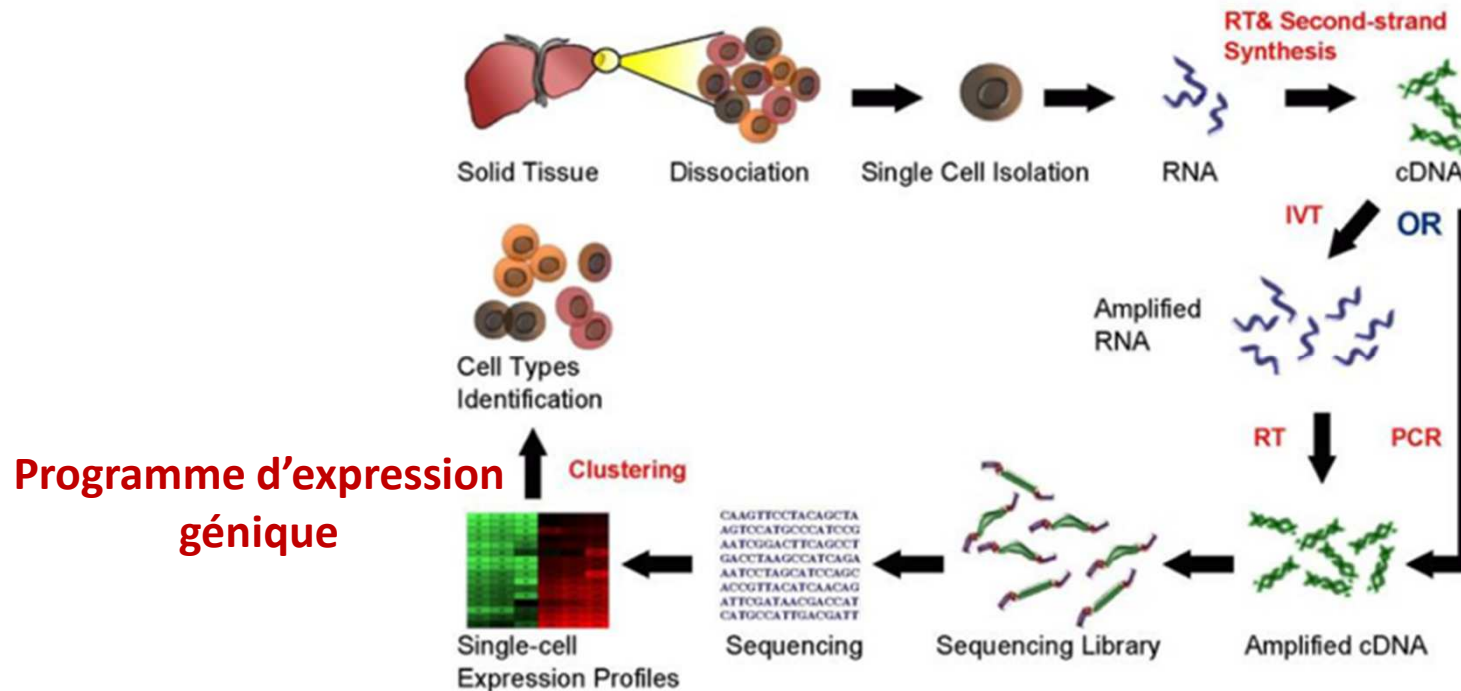 RT& Second-strand
Synthesis
Solid Tissue
Dissociation
Single Cell Isolation
RNA
cDNA
IVT
OR
Amplified
RNA
RT
PCR
Cell Types
Identification
Clustering
Programme d’expression
génique
CAAGTTCCTACAGCTA
AGTCCATGCCCATCCG
AATCGGACTTCAGCCT
GACCTAAGCCATCAGA
AATCCTAGCATCCAGC
ACCGTTACATCAACAG
ATTCGATAACGACCAT
CATGCCATTGACGATT
Single-cell
Expression Profiles
Sequencing
Sequencing Library
Amplified cDNA